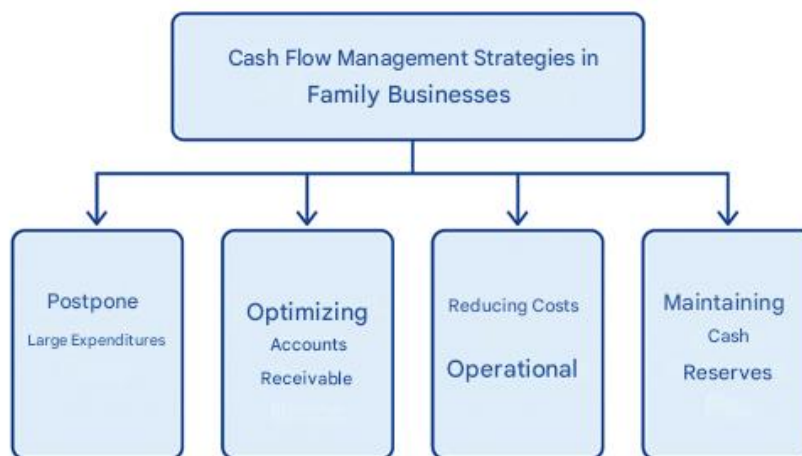 Cash Flow Management Strategies in
Family Businesses
Postpone
Large Expenditures
Optimizing
Accounts
Receivable
Reducing Costs
Operational
Maintaining
Cash
Reserves